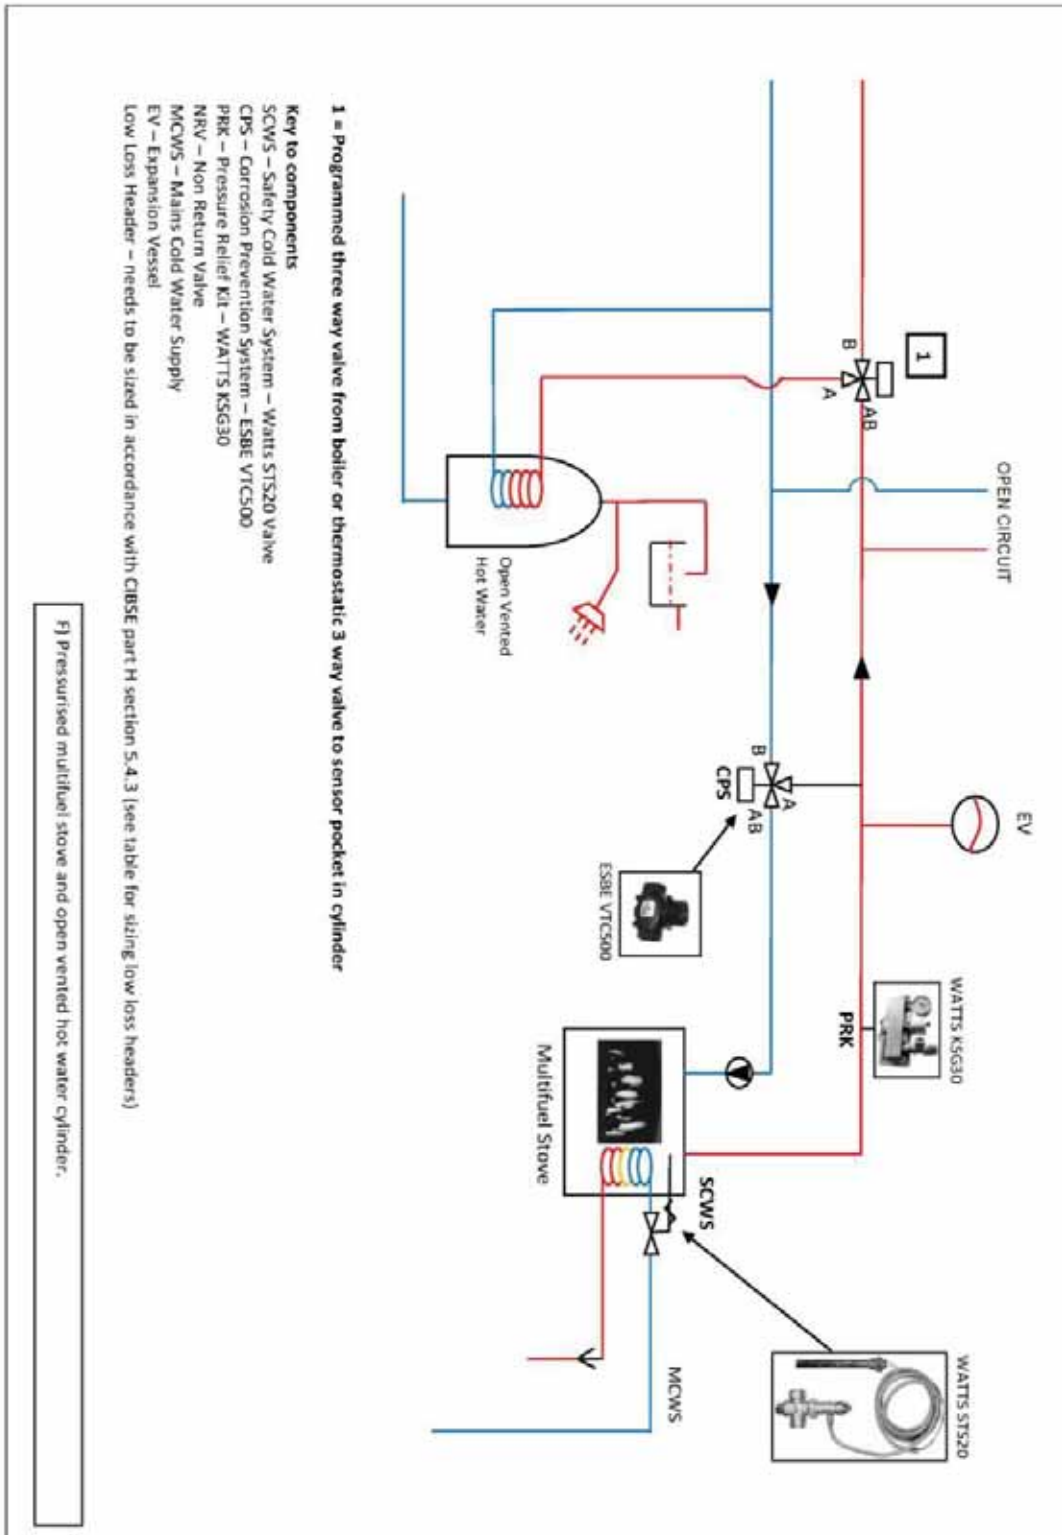 WATTS STS20
MCWS
SCWS
WATTS KSG30
PRK
Multifuel Stove
EV
ESBE VTC500
CPS
A
B
AB
OPEN CIRCUIT
1
B
A
AB
Open Vented
Hot Water
1 = Programmed three way valve from boiler or thermostatic 3 way valve to sensor pocket in cylinder
Key to components
SCWS – Safety Cold Water System – Watts STS20 Valve
CPS – Corrosion Prevention System – ESBE VTC500
PRK – Pressure Relief Kit – WATTS KSG30
NRV – Non Return Valve
MCWS – Mains Cold Water Supply
EV – Expansion Vessel
Low Loss Header – needs to be sized in accordance with CIBSE part H section 5.4.3 (see table for sizing low loss headers)
F) Pressurised multifuel stove and open vented hot water cylinder.